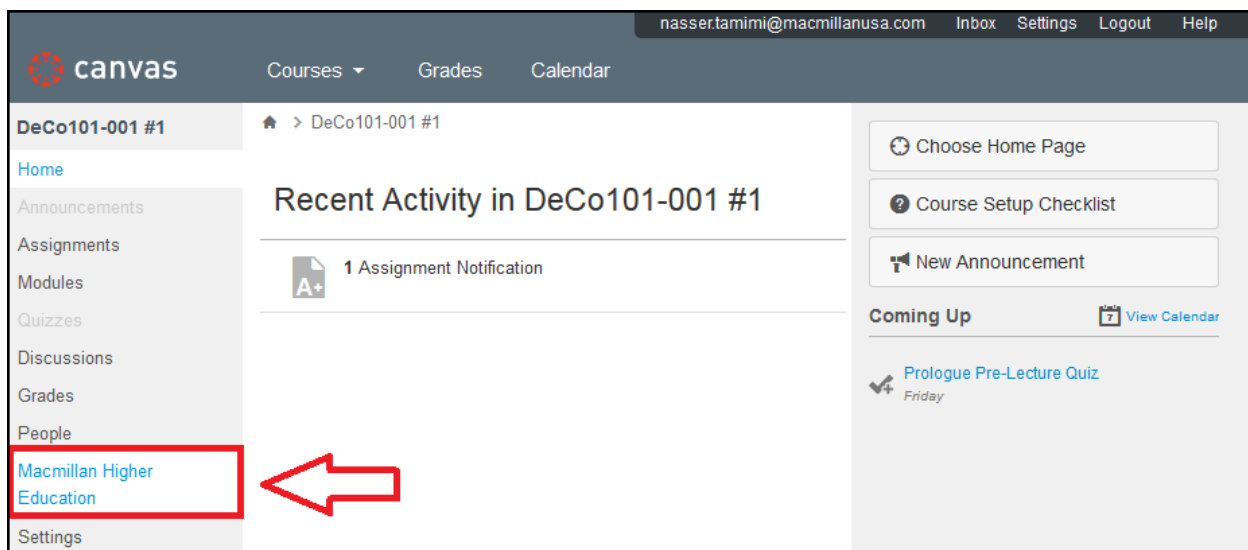 nasser.tamimi@macmillanusa.com Inbox Settings Logout Help
canvas Courses Grades Calendar
DeCo101-001 #1
Home
Announcements
Assignments
Modules
Quizzes
Discussions
Grades
People
Macmillan Higher
Education
Settings
> DeCo101-001 #1
Recent Activity in DeCo101-001 #1
A+
1 Assignment Notification
Choose Home Page
Course Setup Checklist
New Announcement
Coming Up 7 View Calendar
Prologue Pre-Lecture Quiz
Friday